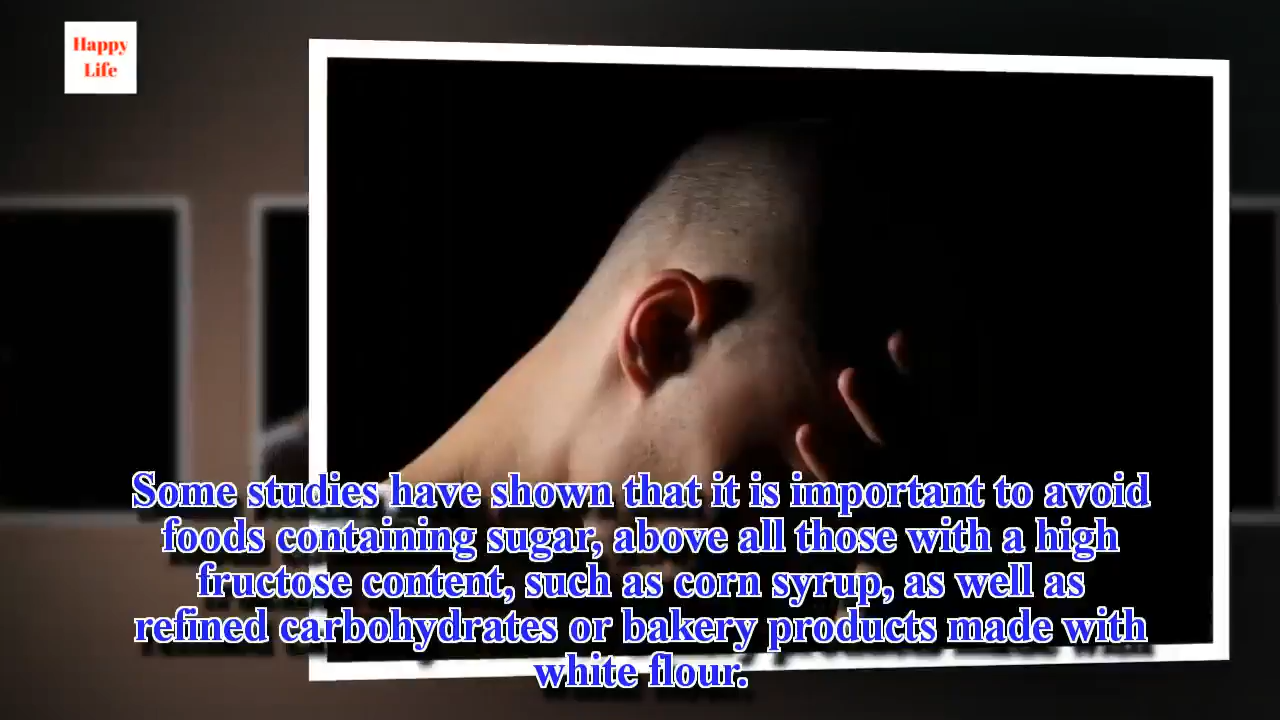 Happy
Life
Some studies have shown that it is important to avoid
foods containing sugar, above all those with a high
fructose content, such as corn syrup, as well as
refined carbohydrates or bakery products made with
white flour.